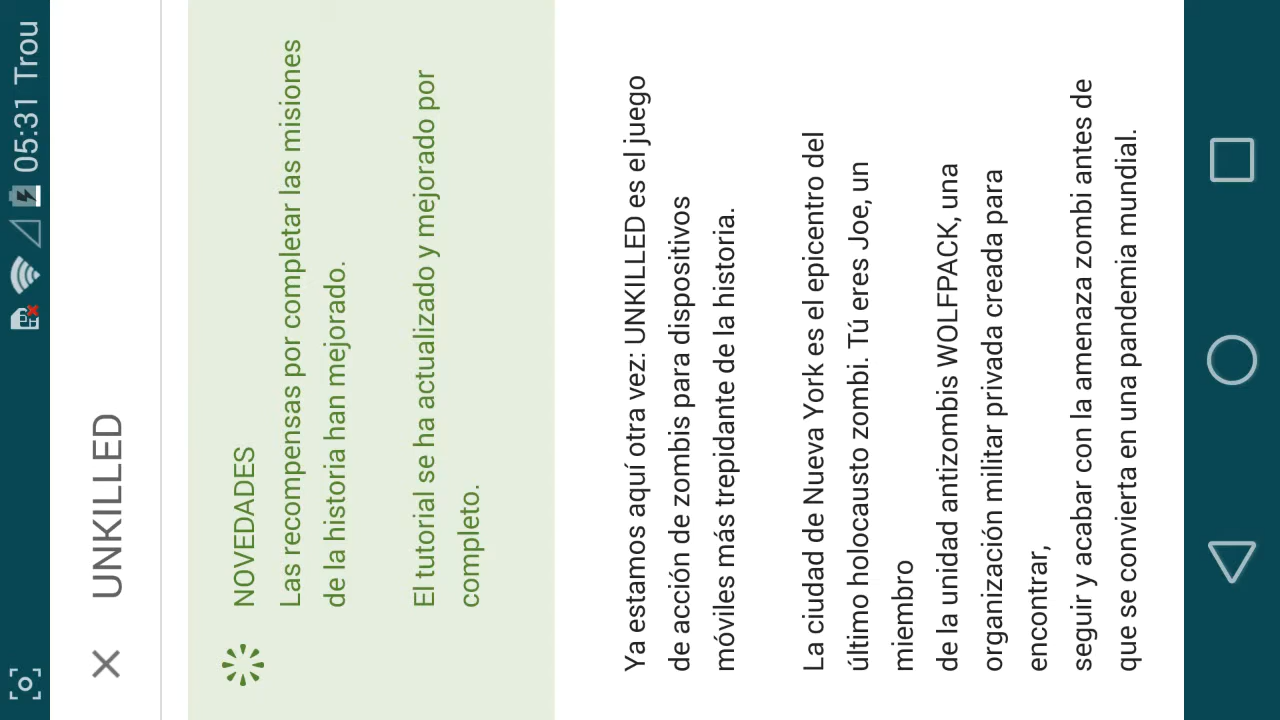 05:31 Trou
UNKILLED
NOVEDADES
Las recompensas por completar las misiones
de la historia han mejorado.
El tutorial se ha actualizado y mejorado por
completo.
Ya estamos aquí otra vez: UNKILLED es el juego
de acción de zombis para dispositivos
móviles más trepidante de la historia.
La ciudad de Nueva York es el epicentro del
último holocausto zombi. Tú eres Joe, un
miembro
de la unidad antizombis WOLFPACK, una
organización militar privada creada para
encontrar,
seguir y acabar con la amenaza zombi antes de
que se convierta en una pandemia mundial.